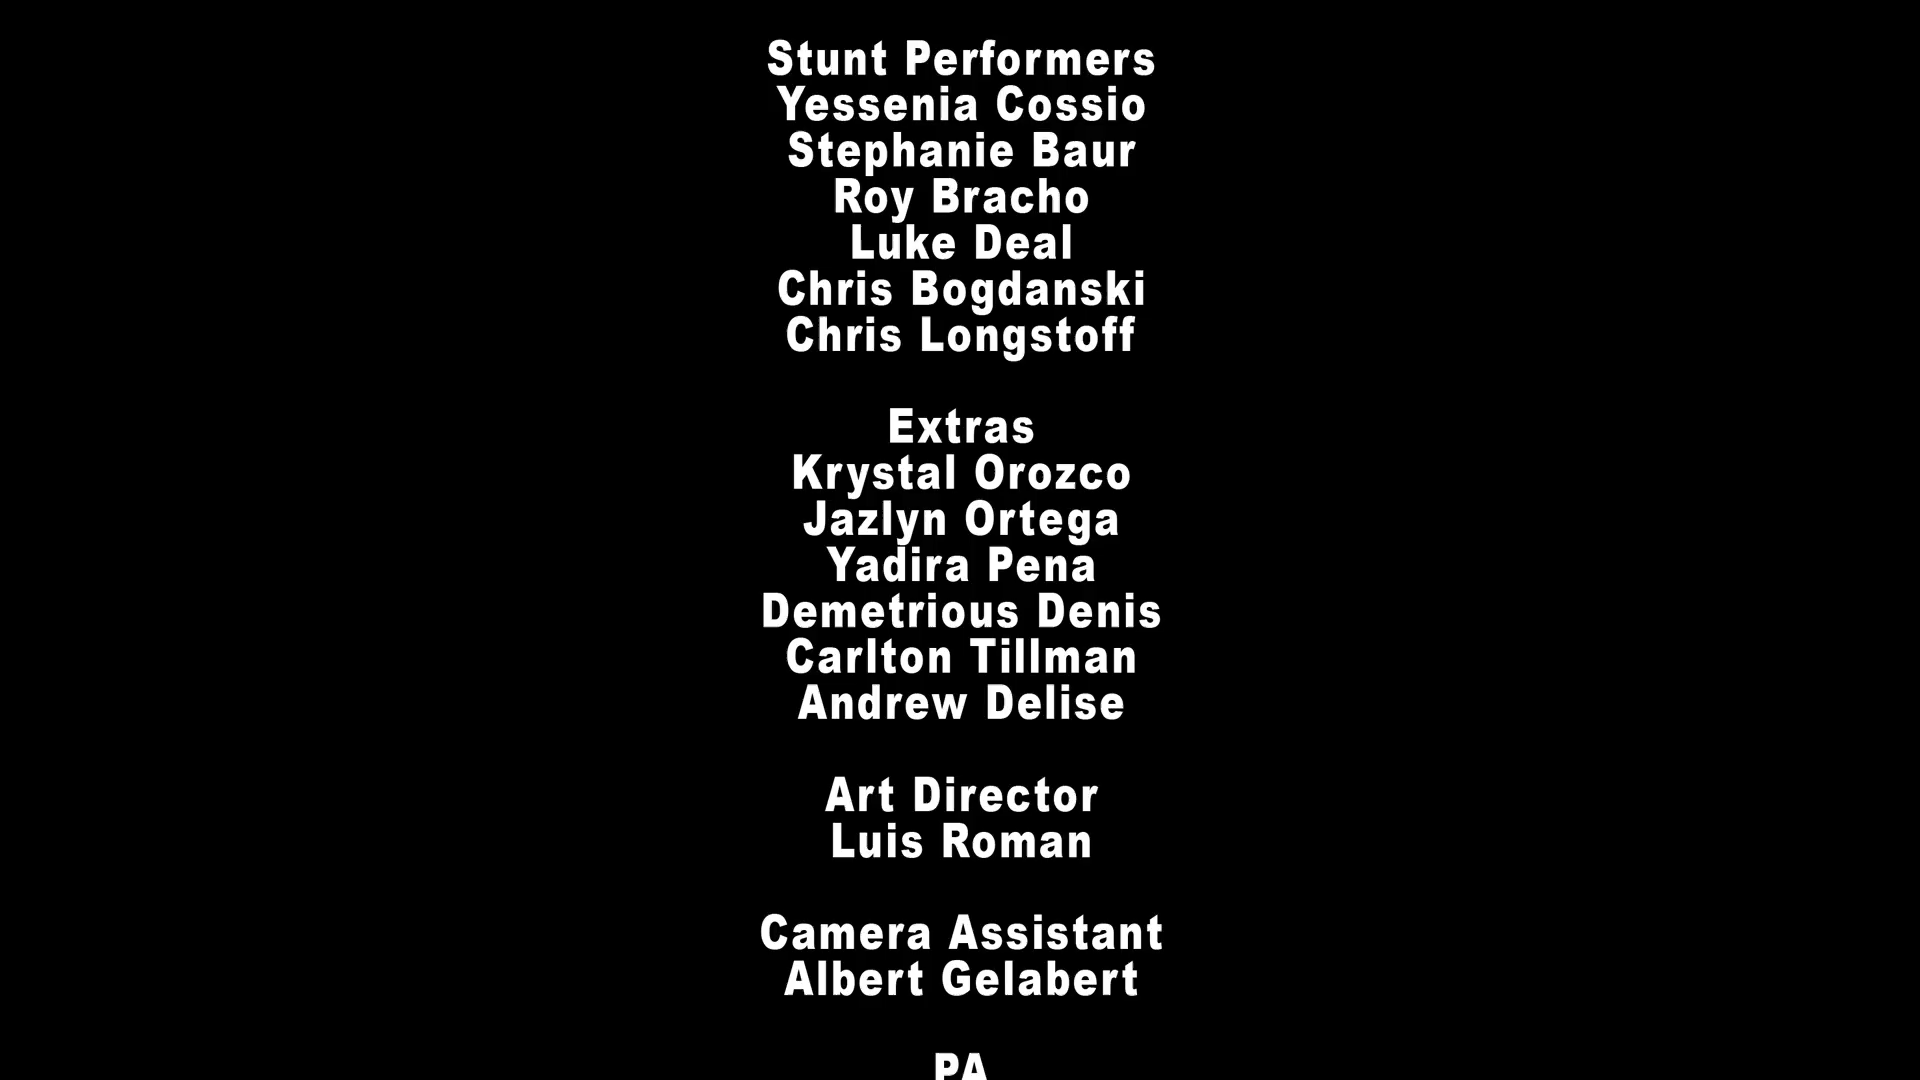 Stunt Performers
Yessenia Cossio
Stephanie Baur
Roy Bracho
Luke Deal
Chris Bogdanski
Chris Longstoff
Extras
Krystal Orozco
Jazlyn Ortega
Yadira Pena
Demetrious Denis
Carlton Tillman
Andrew Delise
Art Director
Luis Roman
Camera Assistant
Albert Gelabert
PA